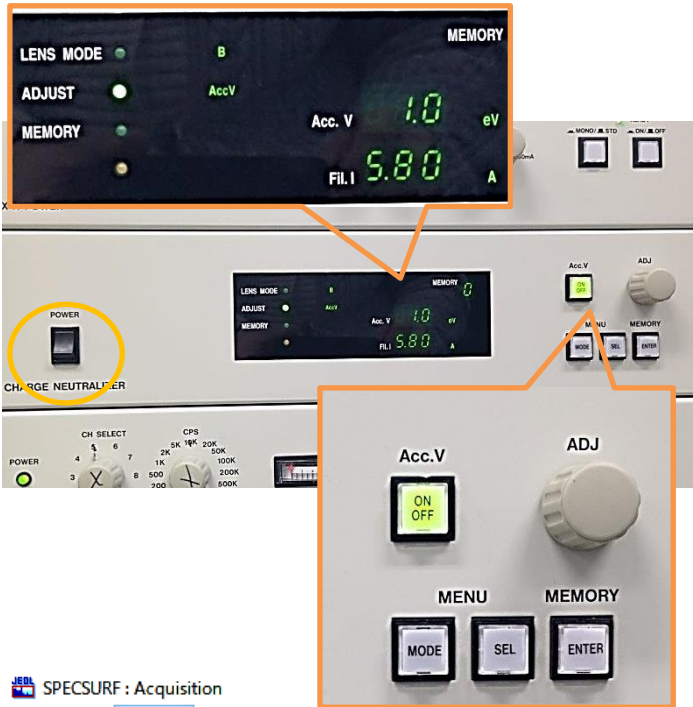 MEMORY
LENS MODE B
ADJUST AccV
Acc. V 1.0 eV
MEMORY
Fil. I 5.80 A
MONO/ STD ON/ OFF
LENS MODE B MEMORY 0
ADJUST AccV
MEMORY Acc. V 1.0 eV
Fil.I 5.80 A
Acc.V ADJ
ON
OFF
MENU MEMORY
MODE SEL ENTER
POWER
CHARGE NEUTRALIZER
CH SELECT CPS
POWER
3 4 5 6 7 8
200 500 1K 2K 5K 10K 20K 50K 100K 200K 500K
Acc.V ADJ
ON
OFF
MENU MEMORY
MODE SEL ENTER
JEOL SPECSURF : Acquisition